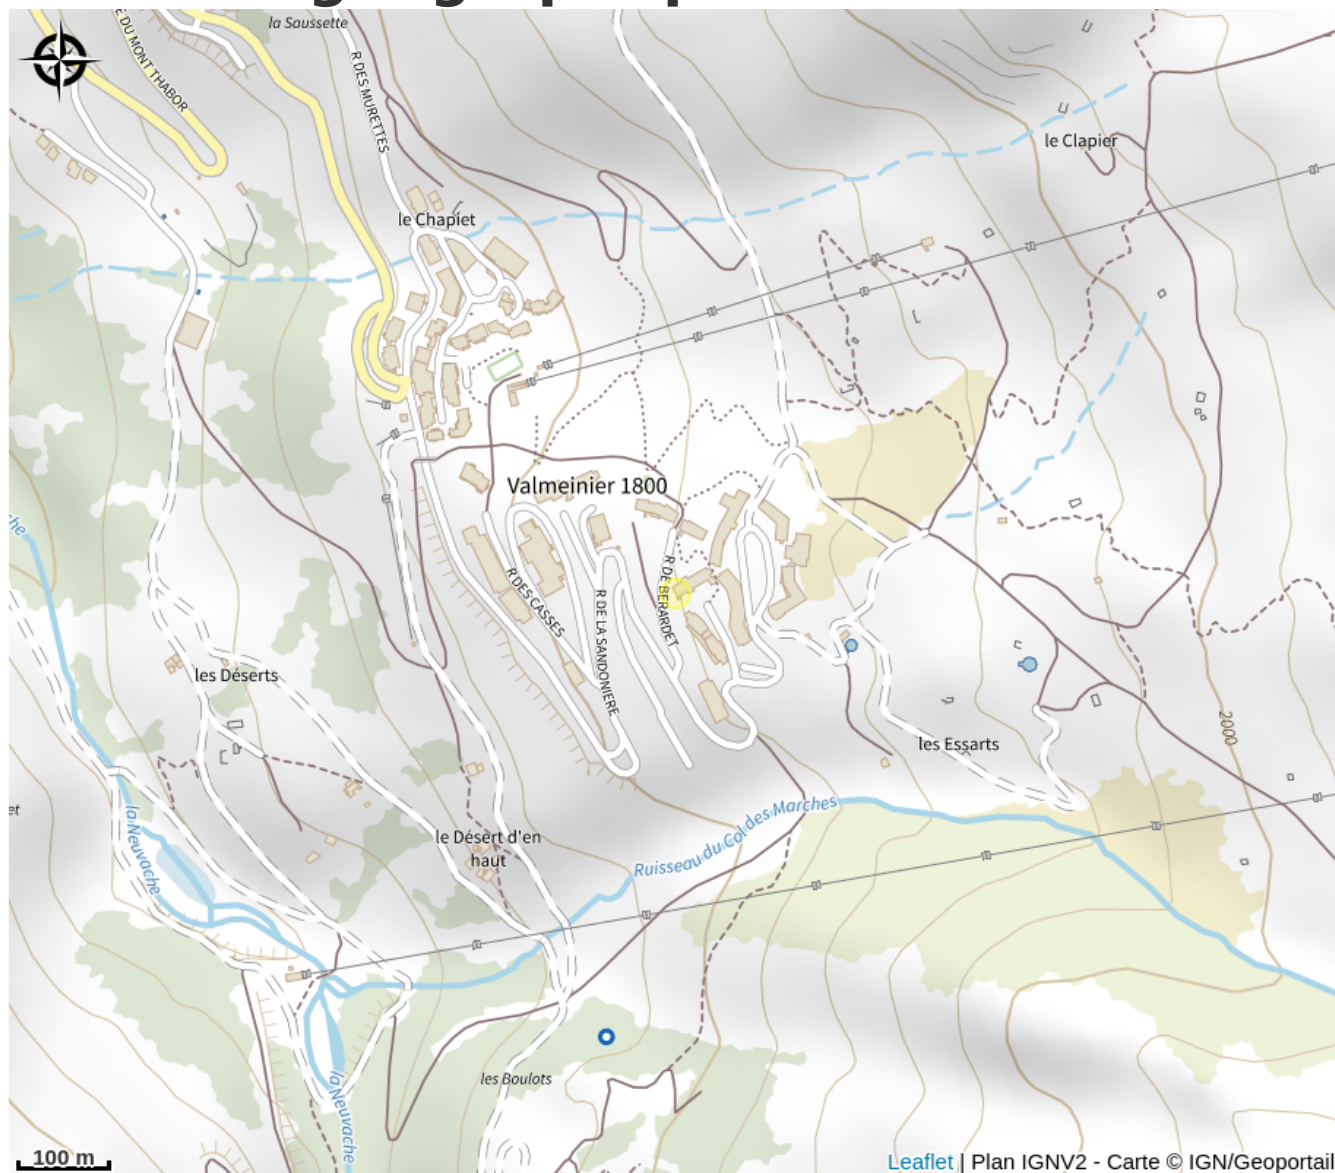 la Saussette
E DU MONT THABOR
R DES MURETTES
le Clapier
le Chapiet
Valmeinier 1800
che
R DES CASSES
R DE LA SANDONIERE
R DE BERARDET
les Déserts
les Essarts
2000
et
la Neuvache
le Désert d'en
haut
Ruisseau du Col des Marches
les Boulots
la Neuvache
100 m
Leaflet | Plan IGNV2 - Carte © IGN/Geoportail